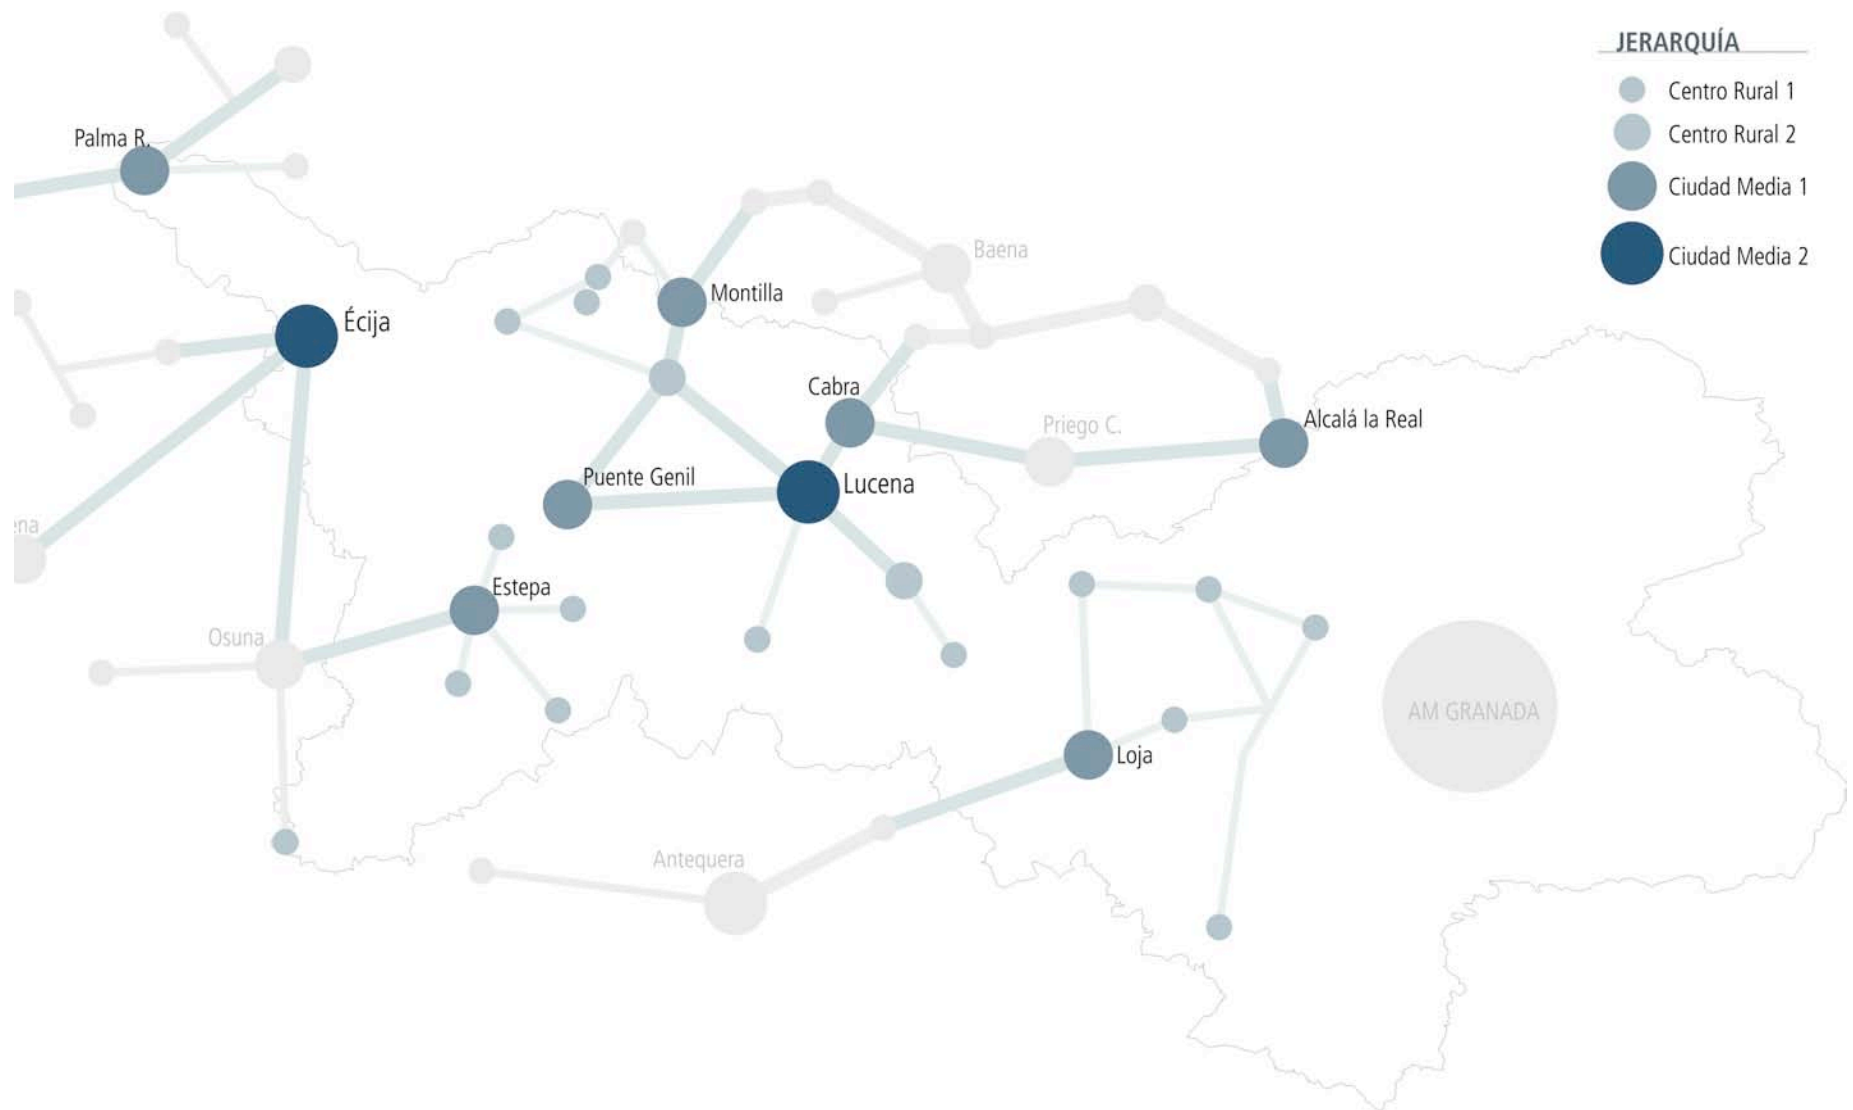 JERARQUÍA
Centro Rural 1
Centro Rural 2
Ciudad Media 1
Ciudad Media 2
Palma R.
Baena
Montilla
Écija
Cabra
Alcalá la Real
Priego C.
Puente Genil
Lucena
ena
Estepa
Osuna
AM GRANADA
Loja
Antequera